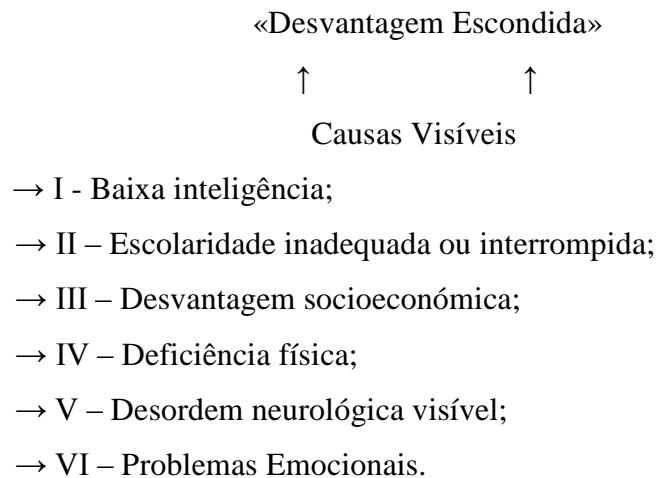 «Desvantagem Escondida»
↑ ↑
Causas Visíveis
→ I - Baixa inteligência;
→ II – Escolaridade inadequada ou interrompida;
→ III – Desvantagem socioeconómica;
→ IV – Deficiência física;
→ V – Desordem neurológica visível;
→ VI – Problemas Emocionais.